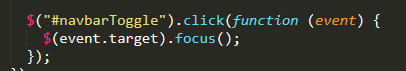 $("#navbarToggle").click(function (event) {
$(event.target).focus();
});